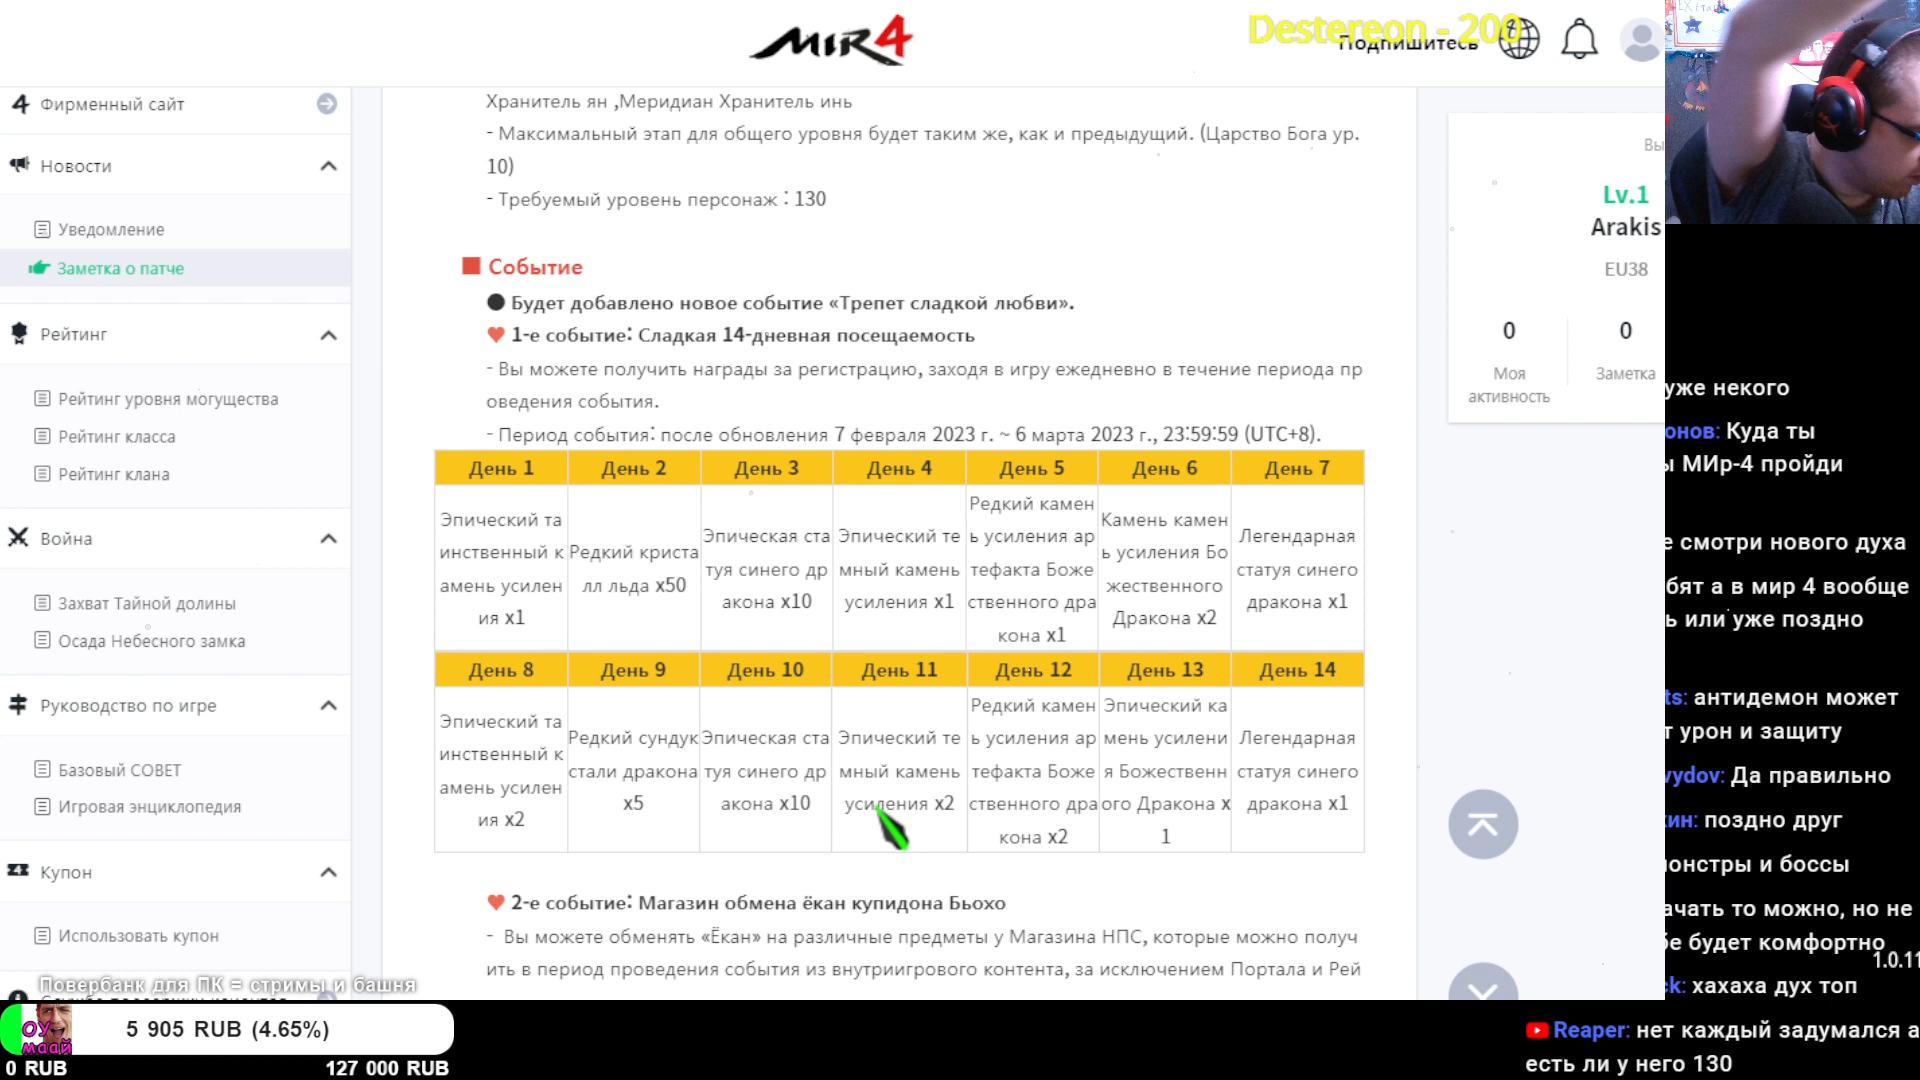 MIR4
Destereon - 200
Подпишитесь
Фирменный сайт
Новости
Уведомление
Заметка о патче
Рейтинг
Рейтинг уровня могущества
Рейтинг класса
Рейтинг клана
Война
Захват Тайной долины
Осада Небесного замка
Руководство по игре
Базовый СОВЕТ
Игровая энциклопедия
Купон
Использовать купон
Хранитель ян ,Меридиан Хранитель инь
- Максимальный этап для общего уровня будет таким же, как и предыдущий. (Царство Бога ур.
10)
- Требуемый уровень персонаж : 130
Событие
Будет добавлено новое событие «Трепет сладкой любви».
1-е событие: Сладкая 14-дневная посещаемость
- Вы можете получить награды за регистрацию, заходя в игру ежедневно в течение периода пр
оведения события.
- Период события: после обновления 7 февраля 2023 г. ~ 6 марта 2023 г., 23:59:59 (UTC+8).
День 1 День 2 День 3 День 4 День 5 День 6 День 7
Эпический та
инственный к
амень усилен
ия x1
Редкий криста
лл льда x50
Эпическая ста
туя синего др
акона x10
Эпический те
мный камень
усиления x1
Редкий камен
ь усиления ар
тефакта Боже
ственного дра
кона x1
Камень камен
ь усиления Бо
жественного
Дракона x2
Легендарная
статуя синего
дракона x1
День 8 День 9 День 10 День 11 День 12 День 13 День 14
Эпический та
инственный к
амень усилен
ия x2
Редкий сундук
стали дракона
x5
Эпическая ста
туя синего др
акона x10
Эпический те
мный камень
усиления x2
Редкий камен
ь усиления ар
тефакта Боже
ственного дра
кона x2
Эпический ка
мень усилени
я Божественн
ого Дракона x
1
Легендарная
статуя синего
дракона x1
2-е событие: Магазин обмена ёкан купидона Бьохо
- Вы можете обменять «Ёкан» на различные предметы у Магазина НПС, которые можно получ
ить в период проведения события из внутриигрового контента, за исключением Портала и Рей
Вы
Lv.1
Arakis
EU38
0 0
Моя
активность
Заметка
уже некого
онов: Куда ты
ы МИр-4 пройди
е смотри нового духа
бят а в мир 4 вообще
ь или уже поздно
ts: антидемон может
т урон и защиту
vydov: Да правильно
кин: поздно друг
монстры и боссы
ачать то можно, но не
бе будет комфортно
1.0.11
ck: хахаха дух топ
Reaper: нет каждый задумался а
есть ли у него 130
Повербанк для ПК = стримы и башня
ОУ
мааай
5 905 RUB (4.65%)
0 RUB 127 000 RUB